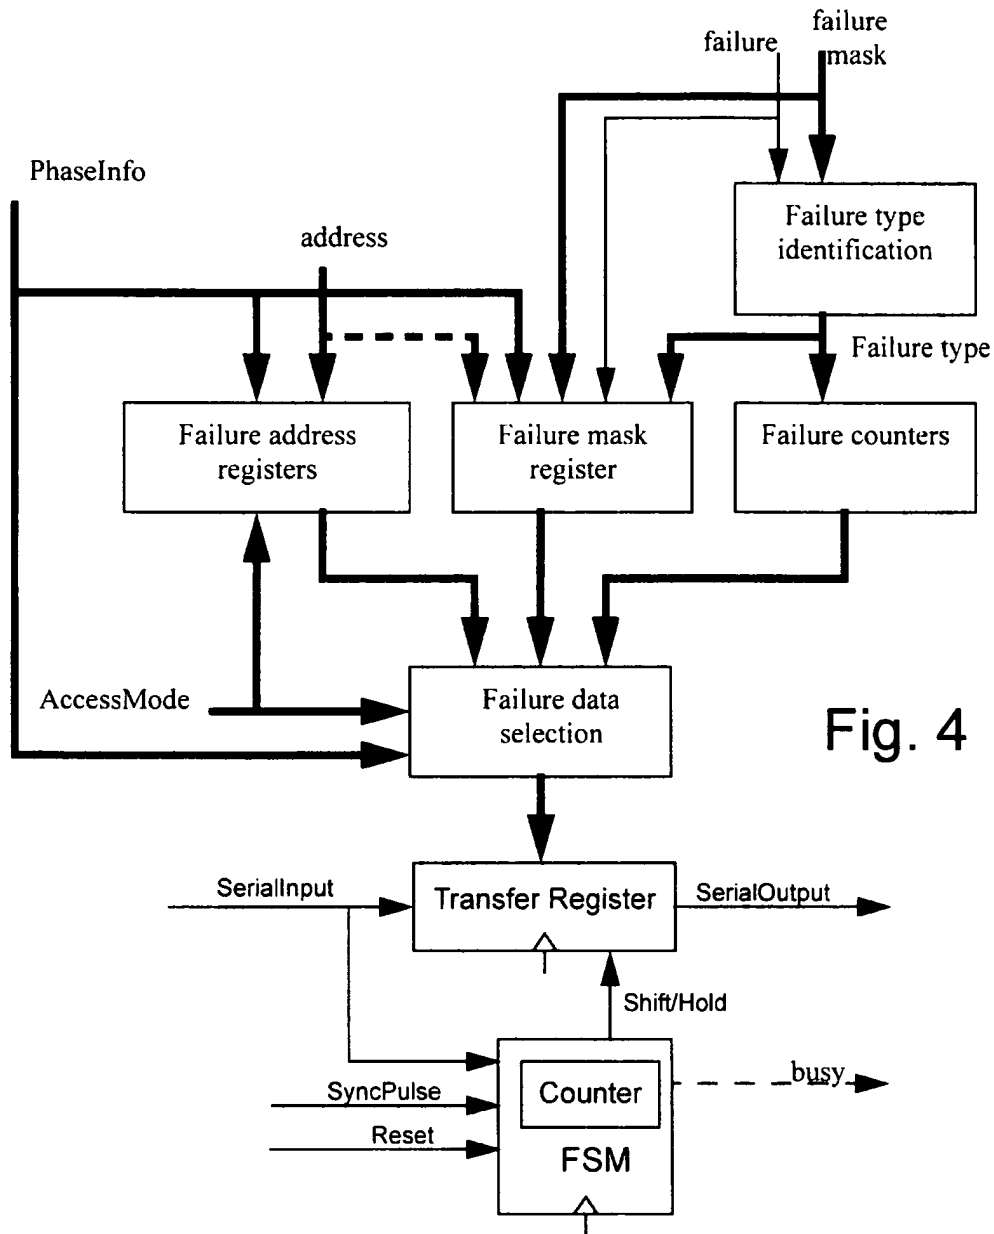 failure
failure
mask
PhaseInfo
address
Failure type
identification
Failure type
Failure address
registers
Failure mask
register
Failure counters
AccessMode
Failure data
selection
Fig. 4
SerialInput
Transfer Register
SerialOutput
Shift/Hold
Counter
FSM
busy
SyncPulse
Reset